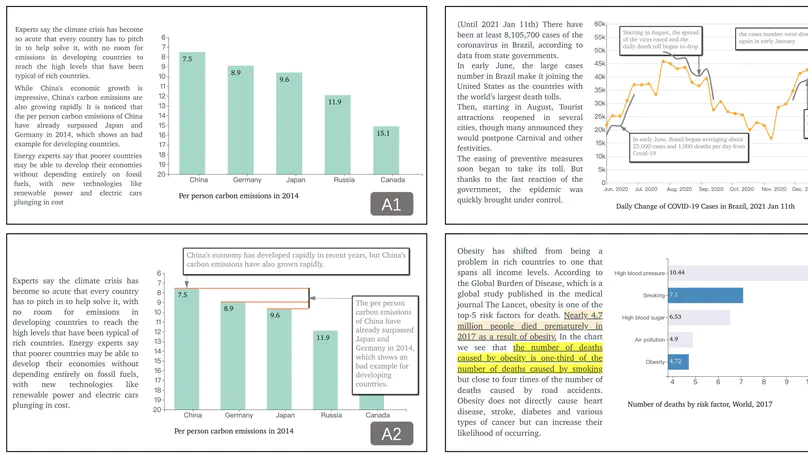 Experts say the climate crisis has become
so acute that every country has to pitch
in to help solve it, with no room for
emissions in developing countries to
reach the high levels that have been
typical of rich countries.
While China's economic growth is
impressive, China's carbon emissions are
also growing rapidly. It is noticed that
the per person carbon emissions of China
have already surpassed Japan and
Germany in 2014, which shows an bad
example for developing countries.
Energy experts say that poorer countries
may be able to develop their economies
without depending entirely on fossil
fuels, with new technologies like
renewable power and electric cars
plunging in cost
6
7
8
9
10
11
12
13
14
15
16
17
18
19
20
7.5
8.9
9.6
11.9
15.1
China Germany Japan Russia Canada
Per person carbon emissions in 2014
A1
(Until 2021 Jan 11th) There have
been at least 8,105,700 cases of the
coronavirus in Brazil, according to
data from state governments.
In early June, the large cases
number in Brazil make it joining the
United States as the countries with
the world's largest death tolls.
Then, starting in August, Tourist
attractions reopened in several
cities, though many announced they
would postpone Carnival and other
festivities.
The easing of preventive measures
soon began to take its toll. But
thanks to the fast reaction of the
government, the epidemic was
quickly brought under control.
60k
55k
50k
45k
40k
35k
30k
25k
20k
15k
10k
5k
0
Starting in August, the spread
of the virus eased and the
daily death toll began to drop
the cases number went dow
again in early January
In early June, Brazil began averaging about
25,000 cases and 1,000 deaths per day from
Covid-19
Jun. 2020 Jul. 2020 Aug. 2020 Sep. 2020 Oct. 2020 Nov. 2020 Dec. 2
Daily Change of COVID-19 Cases in Brazil, 2021 Jan 11th
Experts say the climate crisis has
become so acute that every country
has to pitch in to help solve it, with
no room for emissions in
developing countries to reach the
high levels that have been typical of
rich countries. Energy experts say
that poorer countries may be able to
develop their economies without
depending entirely on fossil fuels,
with new technologies like
renewable power and electric cars
plunging in cost.
China's economy has developed rapidly in recent years, but China's
carbon emissions have also grown rapidly.
6
7
8
9
10
11
12
13
14
15
16
17
18
19
20
7.5
8.9
9.6
11.9
The per person
carbon emissions
of China have
already surpassed
Japan and
Germany in 2014,
which shows an
bad example for
developing
countries.
China Germany Japan Russia Canada
Per person carbon emissions in 2014
A2
Obesity has shifted from being a
problem in rich countries to one that
spans all income levels. According to
the Global Burden of Disease, which is a
global study published in the medical
journal The Lancet, obesity is one of the
top-5 risk factors for death. Nearly 4.7
million people died prematurely in
2017 as a result of obesity. In the chart
we see that the number of deaths
caused by obesity is one-third of the
number of deaths caused by smoking
but close to four times of the number of
deaths caused by road accidents.
Obesity does not directly cause heart
disease, stroke, diabetes and various
types of cancer but can increase their
likelihood of occurring.
High blood pressure 10.44
Smoking 7.1
High blood sugar 6.53
Air pollution 4.9
Obesity 4.72
4 5 6 7 8 9 1
Number of deaths by risk factor, World, 2017